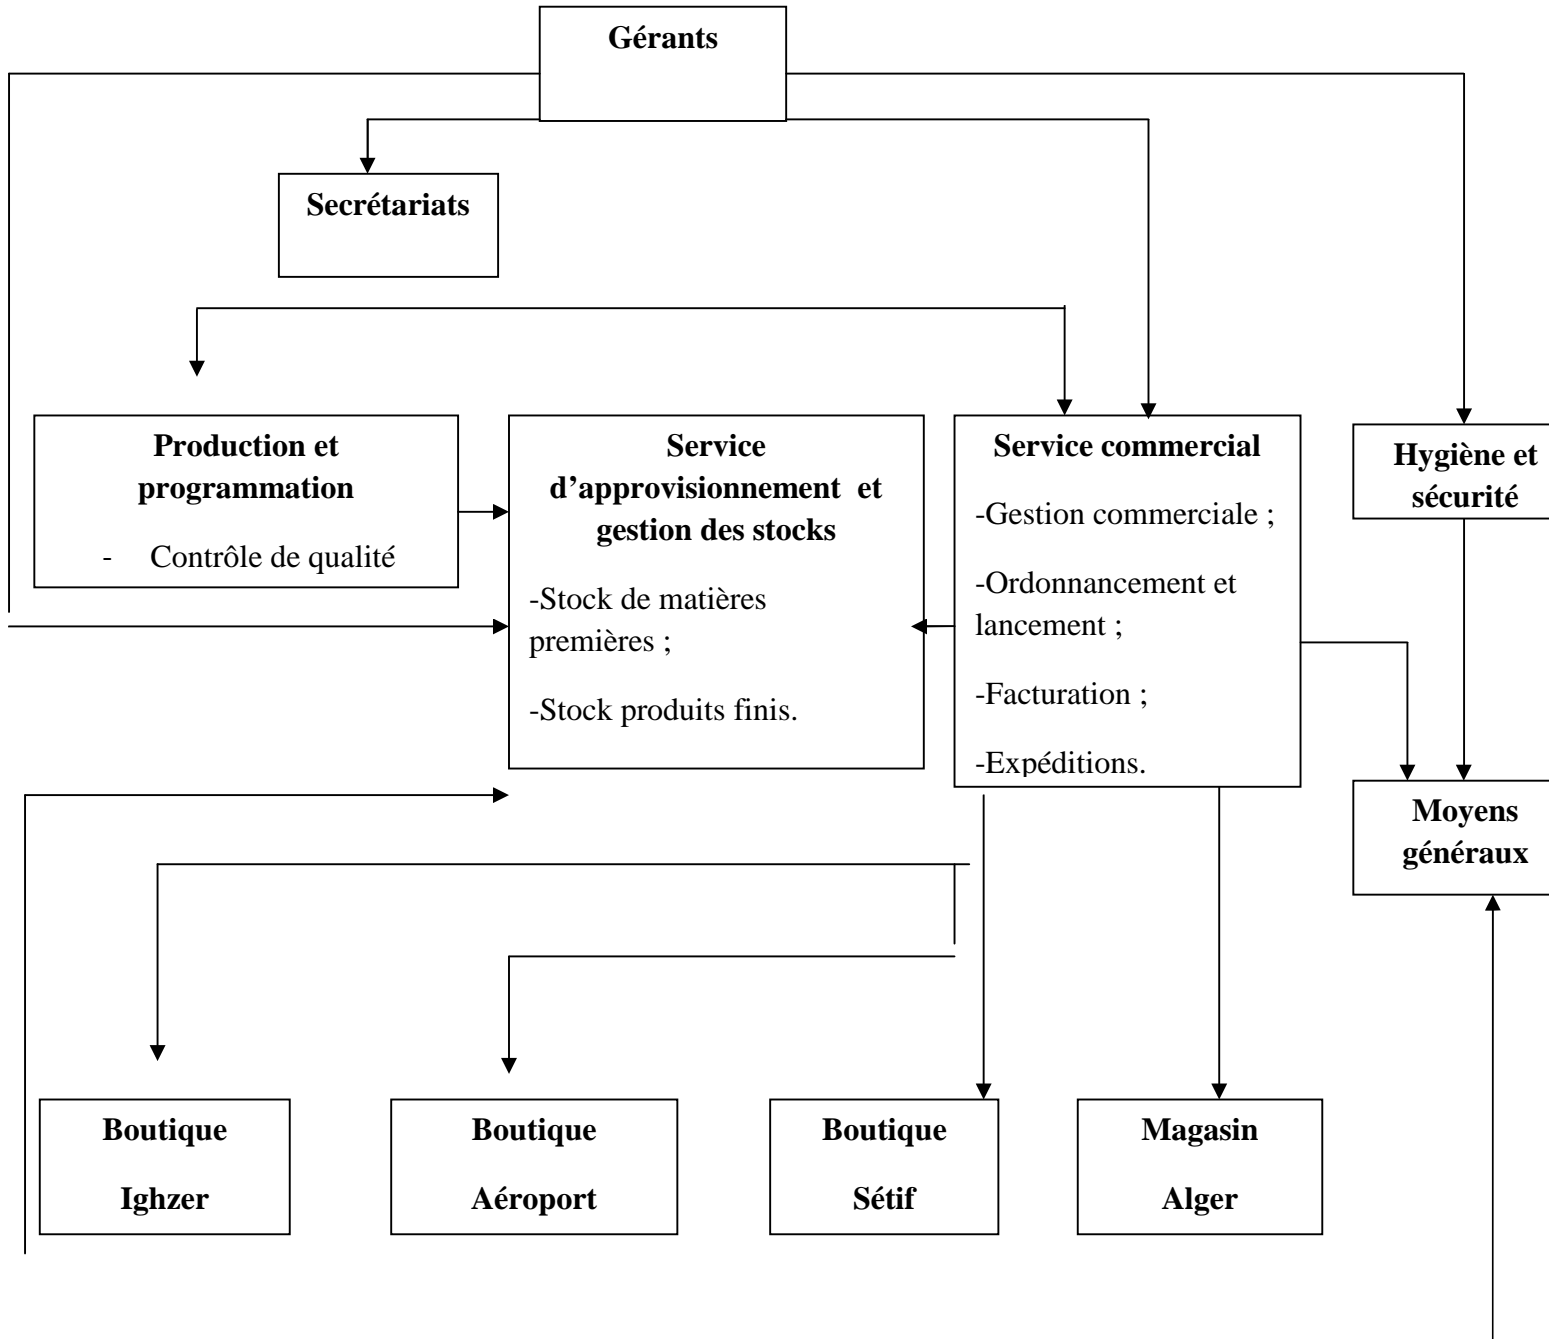 Gérants
Secrétariats
Production et
programmation
- Contrôle de qualité
Service
d’approvisionnement et
gestion des stocks
-Stock de matières
premières ;
-Stock produits finis.
Service commercial
-Gestion commerciale ;
-Ordonnancement et
lancement ;
-Facturation ;
-Expéditions.
Hygiène et
sécurité
Moyens
généraux
Boutique
Ighzer
Boutique
Aéroport
Boutique
Sétif
Magasin
Alger